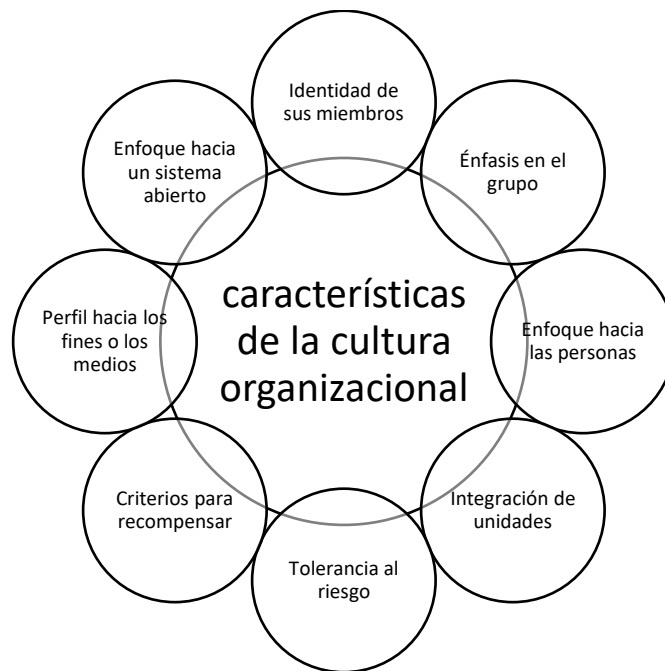 Identidad de
sus miembros
Énfasis en el
grupo
Enfoque hacia
las personas
Integración de
unidades
Tolerancia al
riesgo
Criterios para
recompensar
Perfil hacia los
fines o los
medios
Enfoque hacia
un sistema
abierto
características
de la cultura
organizacional